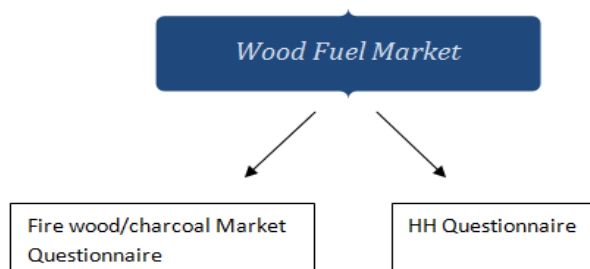 Wood Fuel Market
Fire wood/charcoal Market
Questionnaire
HH Questionnaire